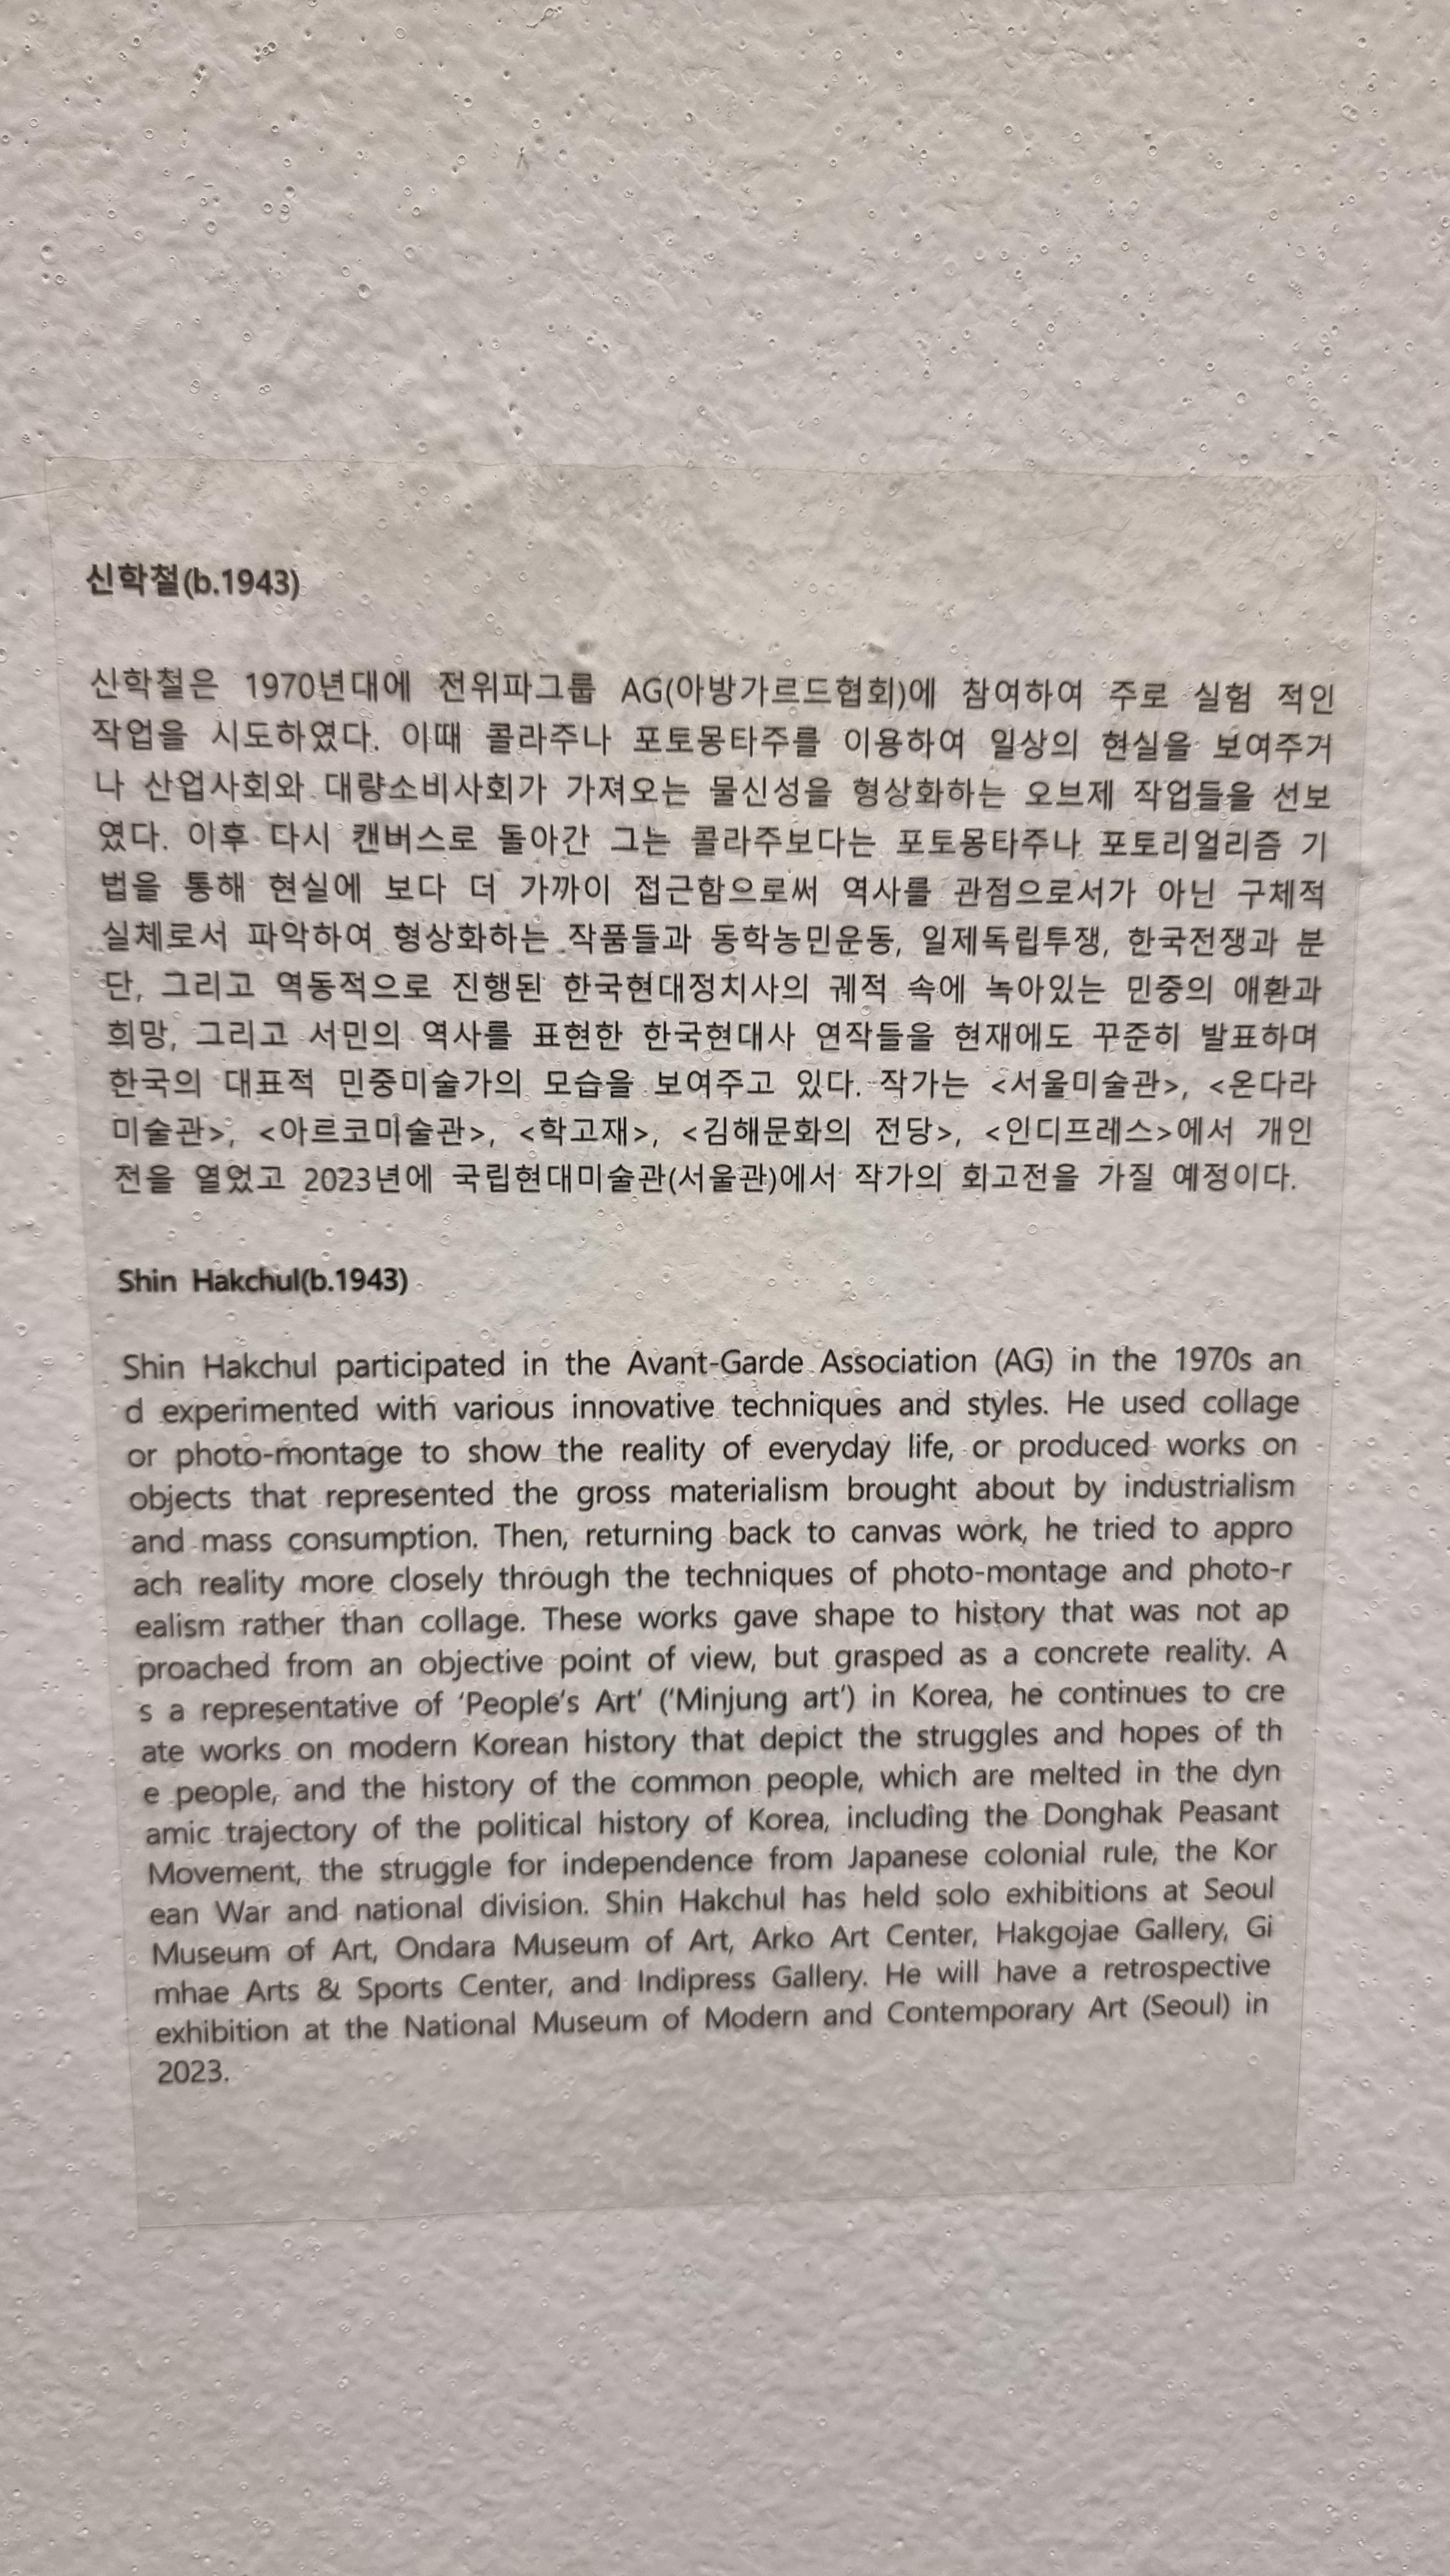 신학철(b.1943)
신학철은 1970년대에 전위파그룹 AG(아방가르드협회)에 참여하여 주로 실험 적인
작업을 시도하였다. 이때 콜라주나 포토몽타주를 이용하여 일상의 현실을 보여주거
나 산업사회와 대량소비사회가 가져오는 물신성을 형상화하는 오브제 작업들을 선보
였다. 이후 다시 캔버스로 돌아간 그는 콜라주보다는 포토몽타주나 포토리얼리즘 기
법을 통해 현실에 보다 더 가까이 접근함으로써 역사를 관점으로서가 아닌 구체적
실체로서 파악하여 형상화하는 작품들과 동학농민운동, 일제독립투쟁, 한국전쟁과 분
단, 그리고 역동적으로 진행된 한국현대정치사의 궤적 속에 녹아있는 민중의 애환과
희망, 그리고 서민의 역사를 표현한 한국현대사 연작들을 현재에도 꾸준히 발표하며
한국의 대표적 민중미술가의 모습을 보여주고 있다. 작가는 <서울미술관>, <온다라
미술관>, <아르코미술관>, <학고재>, <김해문화의 전당>, <인디프레스>에서 개인
전을 열었고 2023년에 국립현대미술관(서울관)에서 작가의 회고전을 가질 예정이다.
Shin Hakchul(b.1943)
Shin Hakchul participated in the Avant-Garde Association (AG) in the 1970s an
d experimented with various innovative techniques and styles. He used collage
or photo-montage to show the reality of everyday life, or produced works on
objects that represented the gross materialism brought about by industrialism
and mass consumption. Then, returning back to canvas work, he tried to appro
ach reality more closely through the techniques of photo-montage and photo-r
ealism rather than collage. These works gave shape to history that was not ap
proached from an objective point of view, but grasped as a concrete reality. A
s a representative of ‘People’s Art’ (‘Minjung art’) in Korea, he continues to cre
ate works on modern Korean history that depict the struggles and hopes of th
e people, and the history of the common people, which are melted in the dyn
amic trajectory of the political history of Korea, including the Donghak Peasant
Movement, the struggle for independence from Japanese colonial rule, the Kor
ean War and national division. Shin Hakchul has held solo exhibitions at Seoul
Museum of Art, Ondara Museum of Art, Arko Art Center, Hakgojae Gallery, Gi
mhae Arts & Sports Center, and Indipress Gallery. He will have a retrospective
exhibition at the National Museum of Modern and Contemporary Art (Seoul) in
2023.